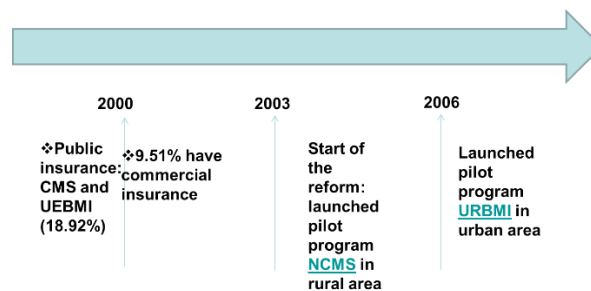 2000
2003
2006
❖Public
insurance:
CMS and
UEBMI
(18.92%)
❖9.51% have
commercial
insurance
Start of
the
reform:
launched
pilot
program
NCMS in
rural area
Launched
pilot
program
URBMI in
urban area